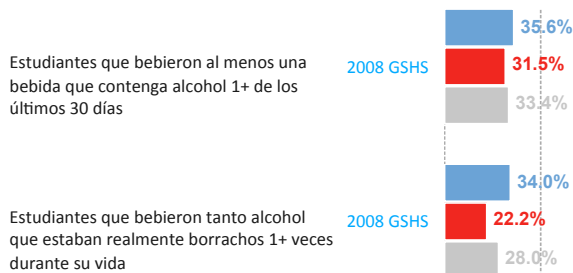 35.6%
Estudiantes que bebieron al menos una
bebida que contenga alcohol 1+ de los
últimos 30 días
2008 GSHS
31.5%
33.4%
34.0%
Estudiantes que bebieron tanto alcohol
que estaban realmente borrachos 1+ veces
durante su vida
2008 GSHS
22.2%
28.0%